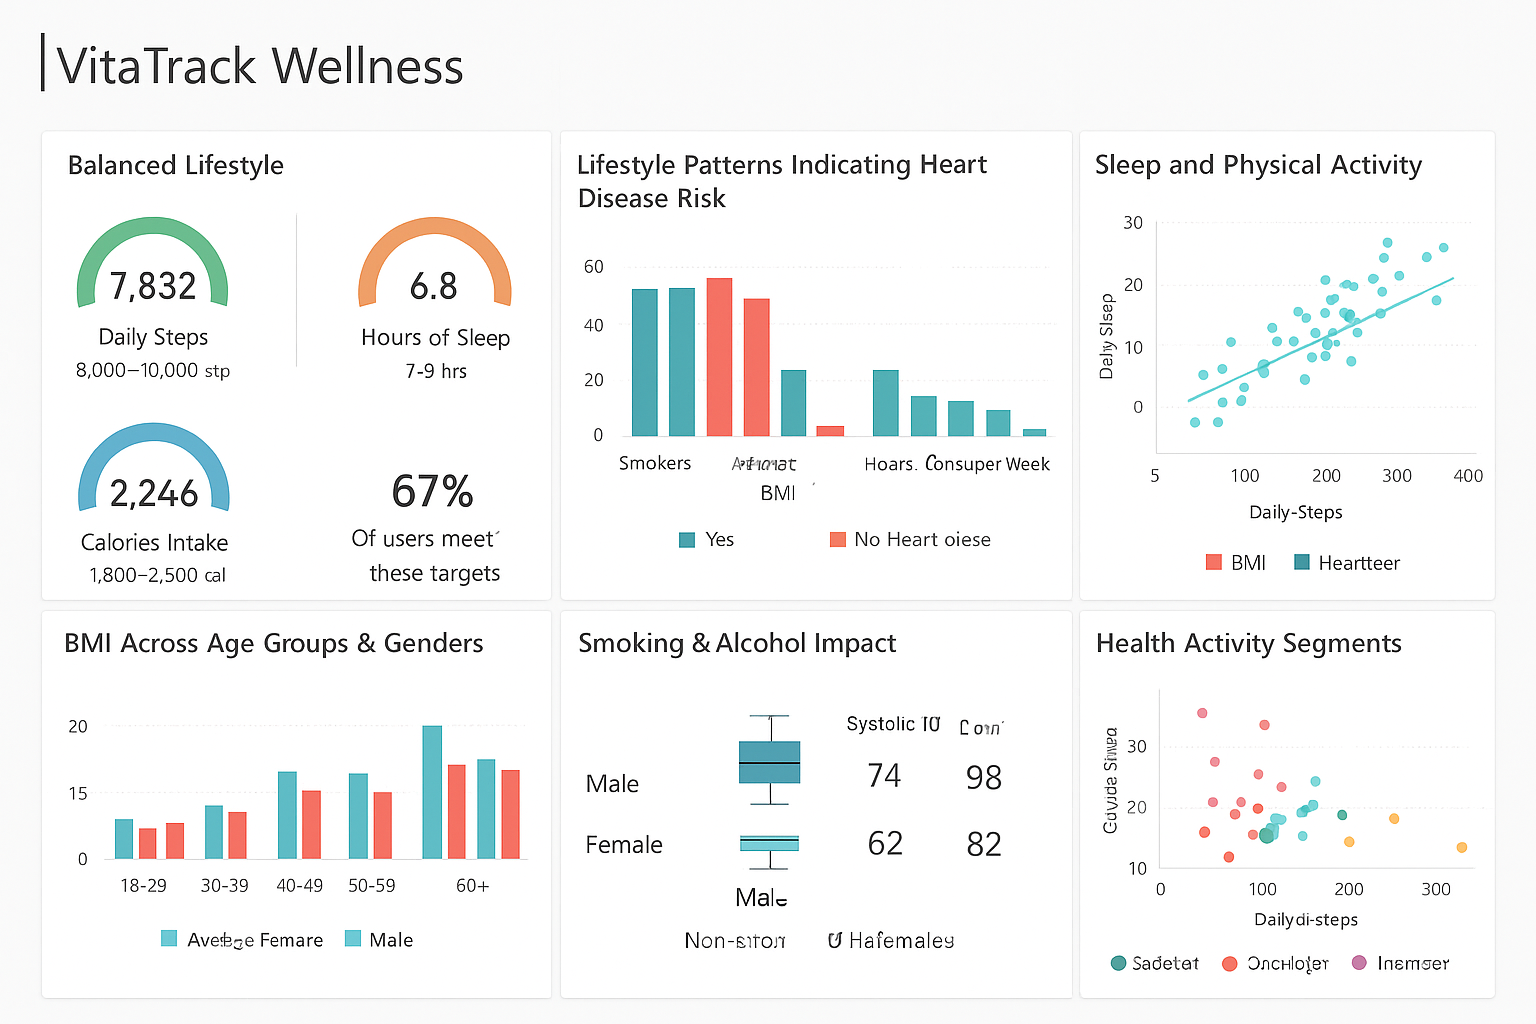 VitaTrack Wellness
Balanced Lifestyle
7,832
Daily Steps
8,000–10,000 stp
6.8
Hours of Sleep
7-9 hrs
2,246
Calories Intake
1,800–2,500 cal
67%
Of users meet
these targets
Lifestyle Patterns Indicating Heart
Disease Risk
60
40
20
0
Smokers
Hoars. Consuper Week
BMI
Yes
No Heart oiese
Sleep and Physical Activity
30
20
10
0
5 100 200 300 400
Daily-Steps
BMI Heartteer
BMI Across Age Groups & Genders
20
15
0
18-29 30-39 40-49 50-59 60+
Male
Smoking & Alcohol Impact
Systolic
Male 74 98
Female 62 82
Male
Health Activity Segments
30
20
10
0 100 200 300
Dailydi-steps